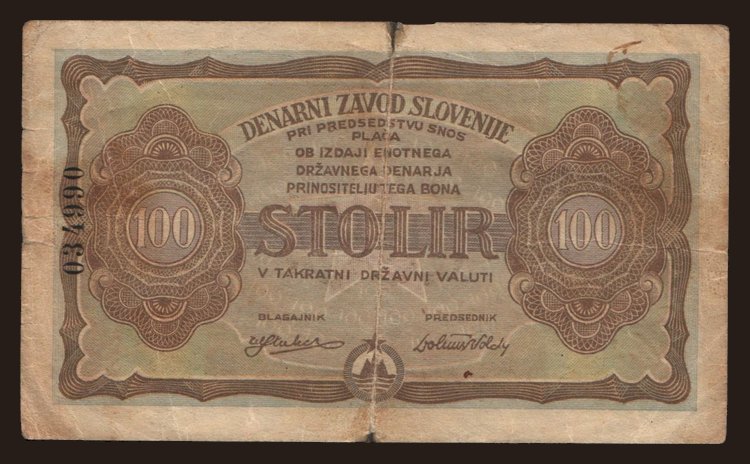 DENARNI ZAVOD SLOVENIJE
PRI PREDSEDSTVU SNOS
PLAČA
OB IZDAJI ENOTNEGA
DRŽAVNEGA DENARJA
PRINOSITELJU TEGA BONA
100 STO LIR 100
V TAKRATNI DRŽAVNI VALUTI
BLAGAJNIK PREDSEDNIK
034990